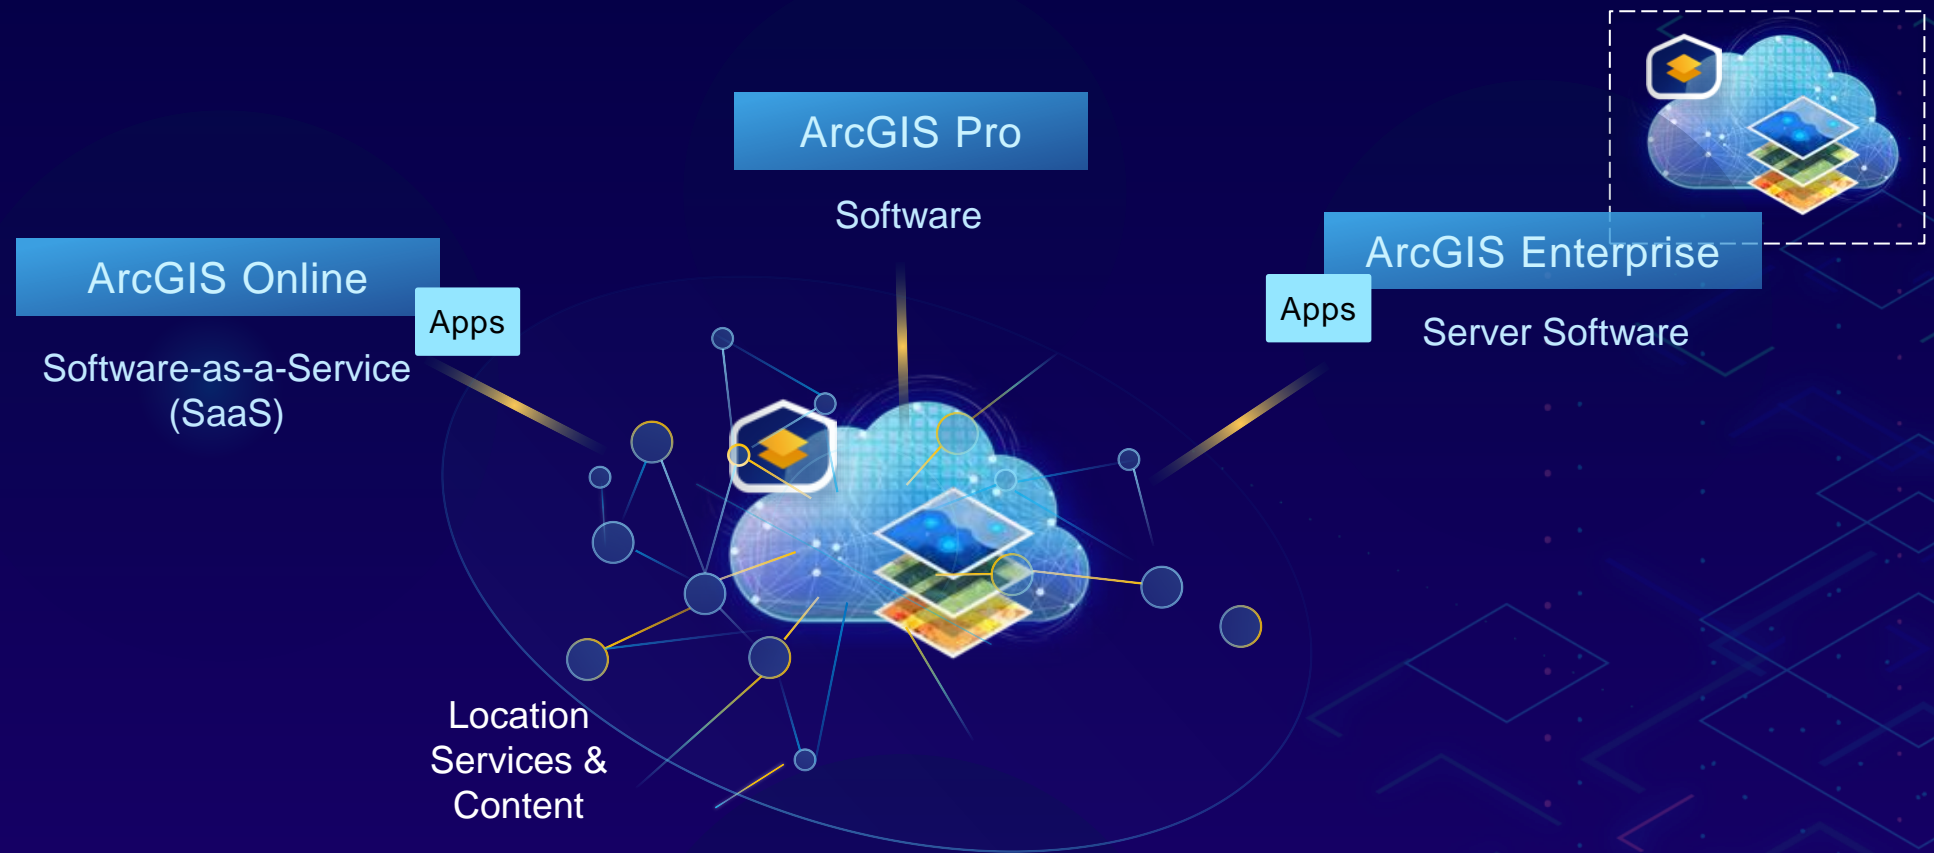 ArcGIS Pro
Software
ArcGIS Online
Apps
Software-as-a-Service
(SaaS)
ArcGIS Enterprise
Apps
Server Software
Location
Services &
Content